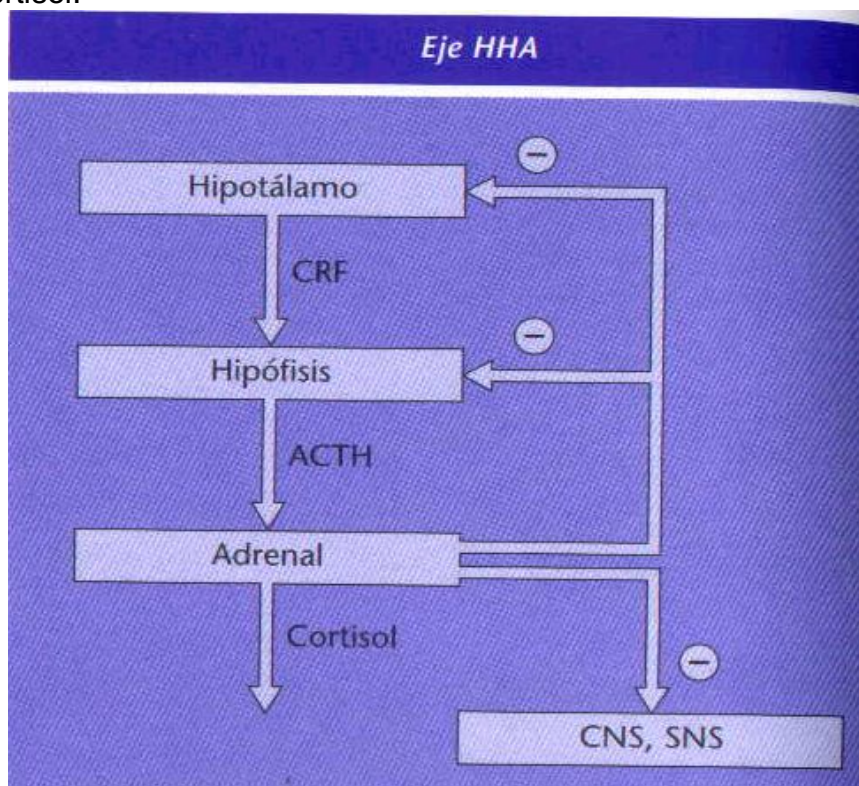 Eje HHA
−
Hipotálamo
CRF
−
Hipófisis
ACTH
Adrenal
Cortisol
−
CNS, SNS